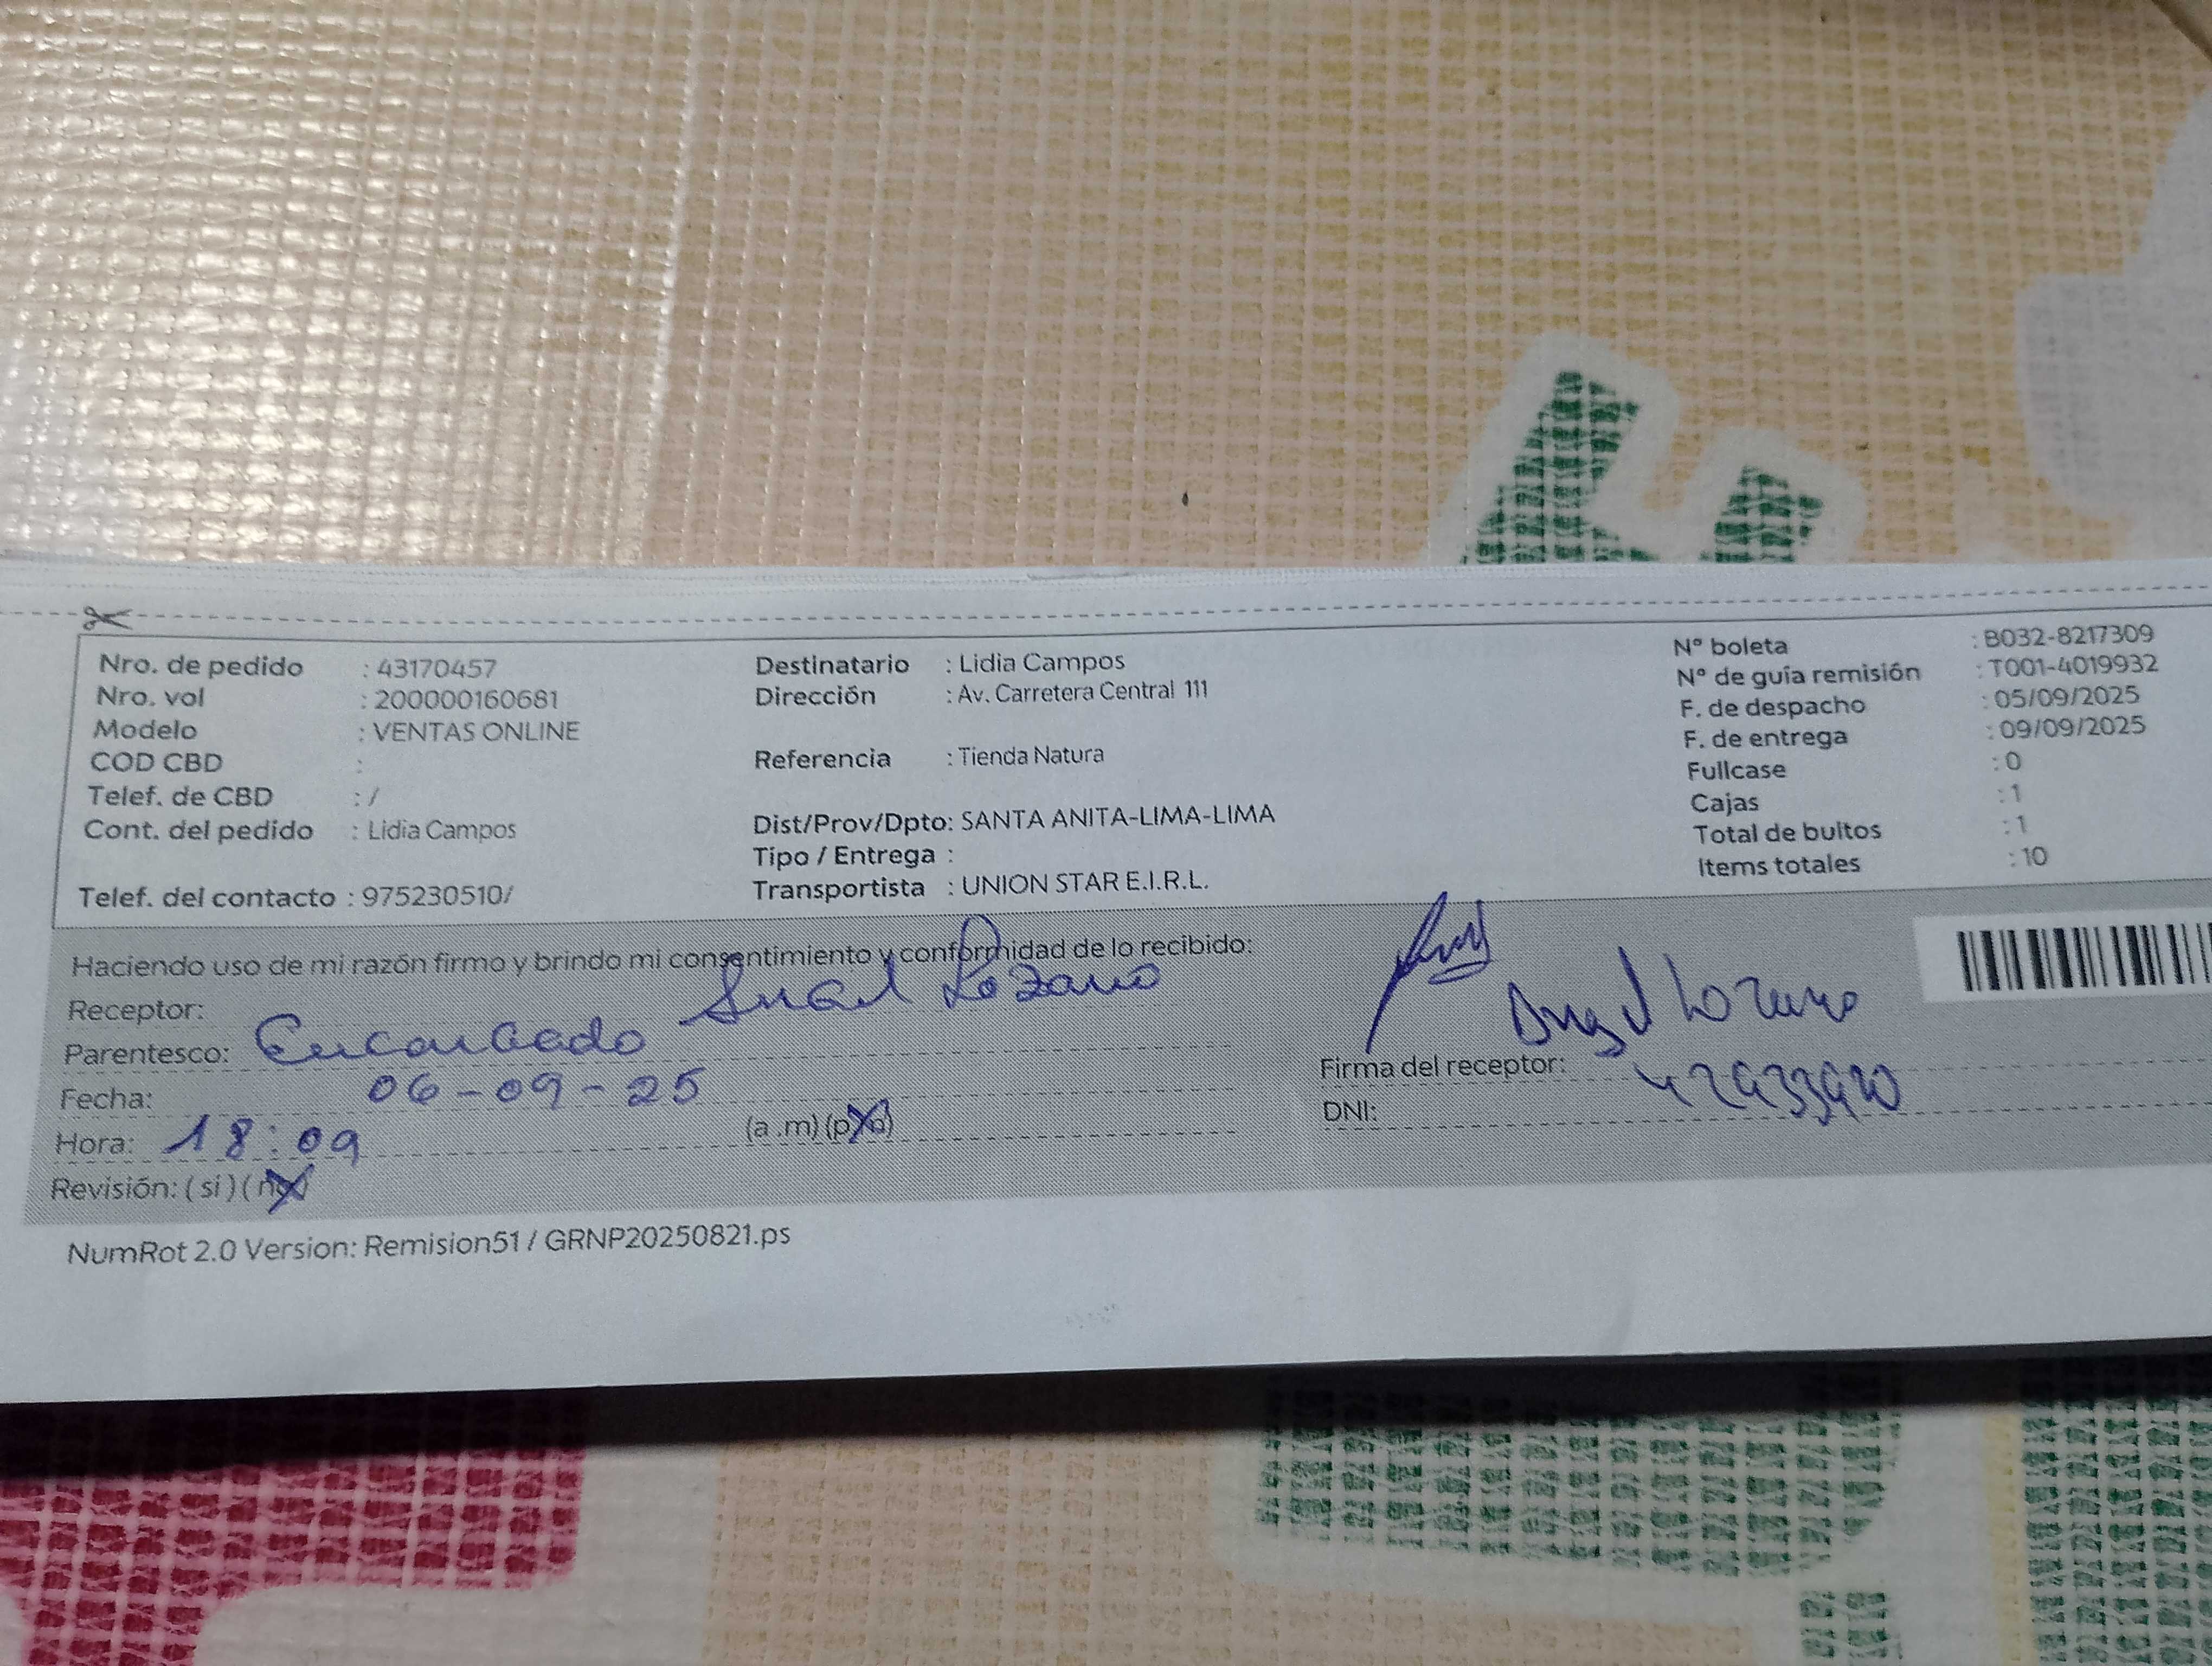 Nro. de pedido : 43170457
Nro. vol : 200000160681
Modelo : VENTAS ONLINE
COD CBD :
Telef. de CBD : /
Cont. del pedido : Lidia Campos
Telef. del contacto : 975230510/
Destinatario : Lidia Campos
Dirección : Av. Carretera Central 111
Referencia : Tienda Natura
Dist/Prov/Dpto: SANTA ANITA-LIMA-LIMA
Tipo / Entrega :
Transportista : UNION STAR E.I.R.L.
N° boleta : B032-8217309
N° de guía remisión : T001-4019932
F. de despacho : 05/09/2025
F. de entrega : 09/09/2025
Fullcase : 0
Cajas : 1
Total de bultos : 1
Items totales : 10
Haciendo uso de mi razón firmo y brindo mi consentimiento y conformidad de lo recibido:
Receptor: Angel Lozano
Parentesco: Encargado
Fecha: 06-09-25
Hora: 18:09 (a .m) (p.m)
Revisión: ( si ) ( no )
Angel Lozano
Firma del receptor:
DNI:
NumRot 2.0 Version: Remision51 / GRNP20250821.ps